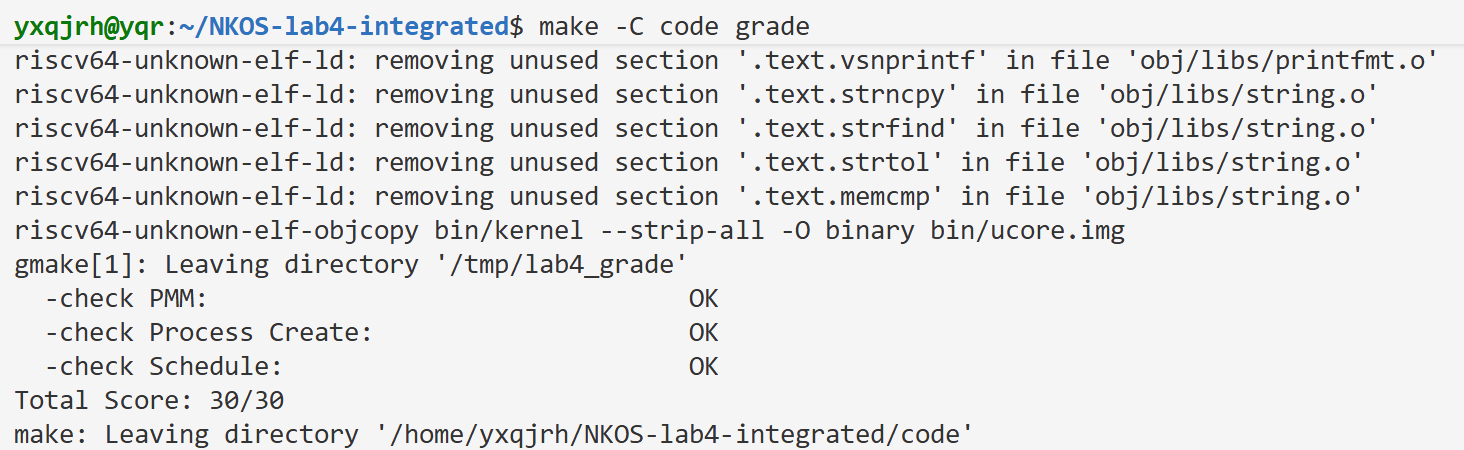 yxqjrh@yqr:~/NKOS-lab4-integrated$ make -C code grade
riscv64-unknown-elf-ld: removing unused section '.text.vsnprintf' in file 'obj/libs/printfmt.o'
riscv64-unknown-elf-ld: removing unused section '.text.strncpy' in file 'obj/libs/string.o'
riscv64-unknown-elf-ld: removing unused section '.text.strfind' in file 'obj/libs/string.o'
riscv64-unknown-elf-ld: removing unused section '.text.strtol' in file 'obj/libs/string.o'
riscv64-unknown-elf-ld: removing unused section '.text.memcmp' in file 'obj/libs/string.o'
riscv64-unknown-elf-objcopy bin/kernel --strip-all -O binary bin/ucore.img
gmake[1]: Leaving directory '/tmp/lab4_grade'
  -check PMM:                                OK
  -check Process Create:                     OK
  -check Schedule:                           OK
Total Score: 30/30
make: Leaving directory '/home/yxqjrh/NKOS-lab4-integrated/code'